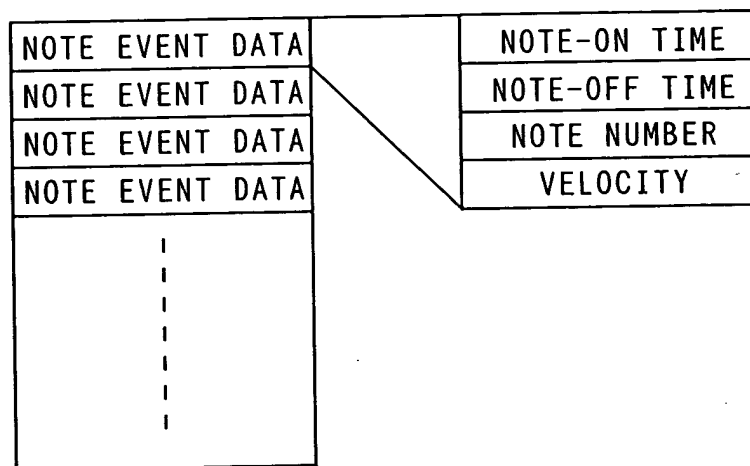 NOTE EVENT DATA
NOTE EVENT DATA
NOTE EVENT DATA
NOTE EVENT DATA
NOTE-ON TIME
NOTE-OFF TIME
NOTE NUMBER
VELOCITY